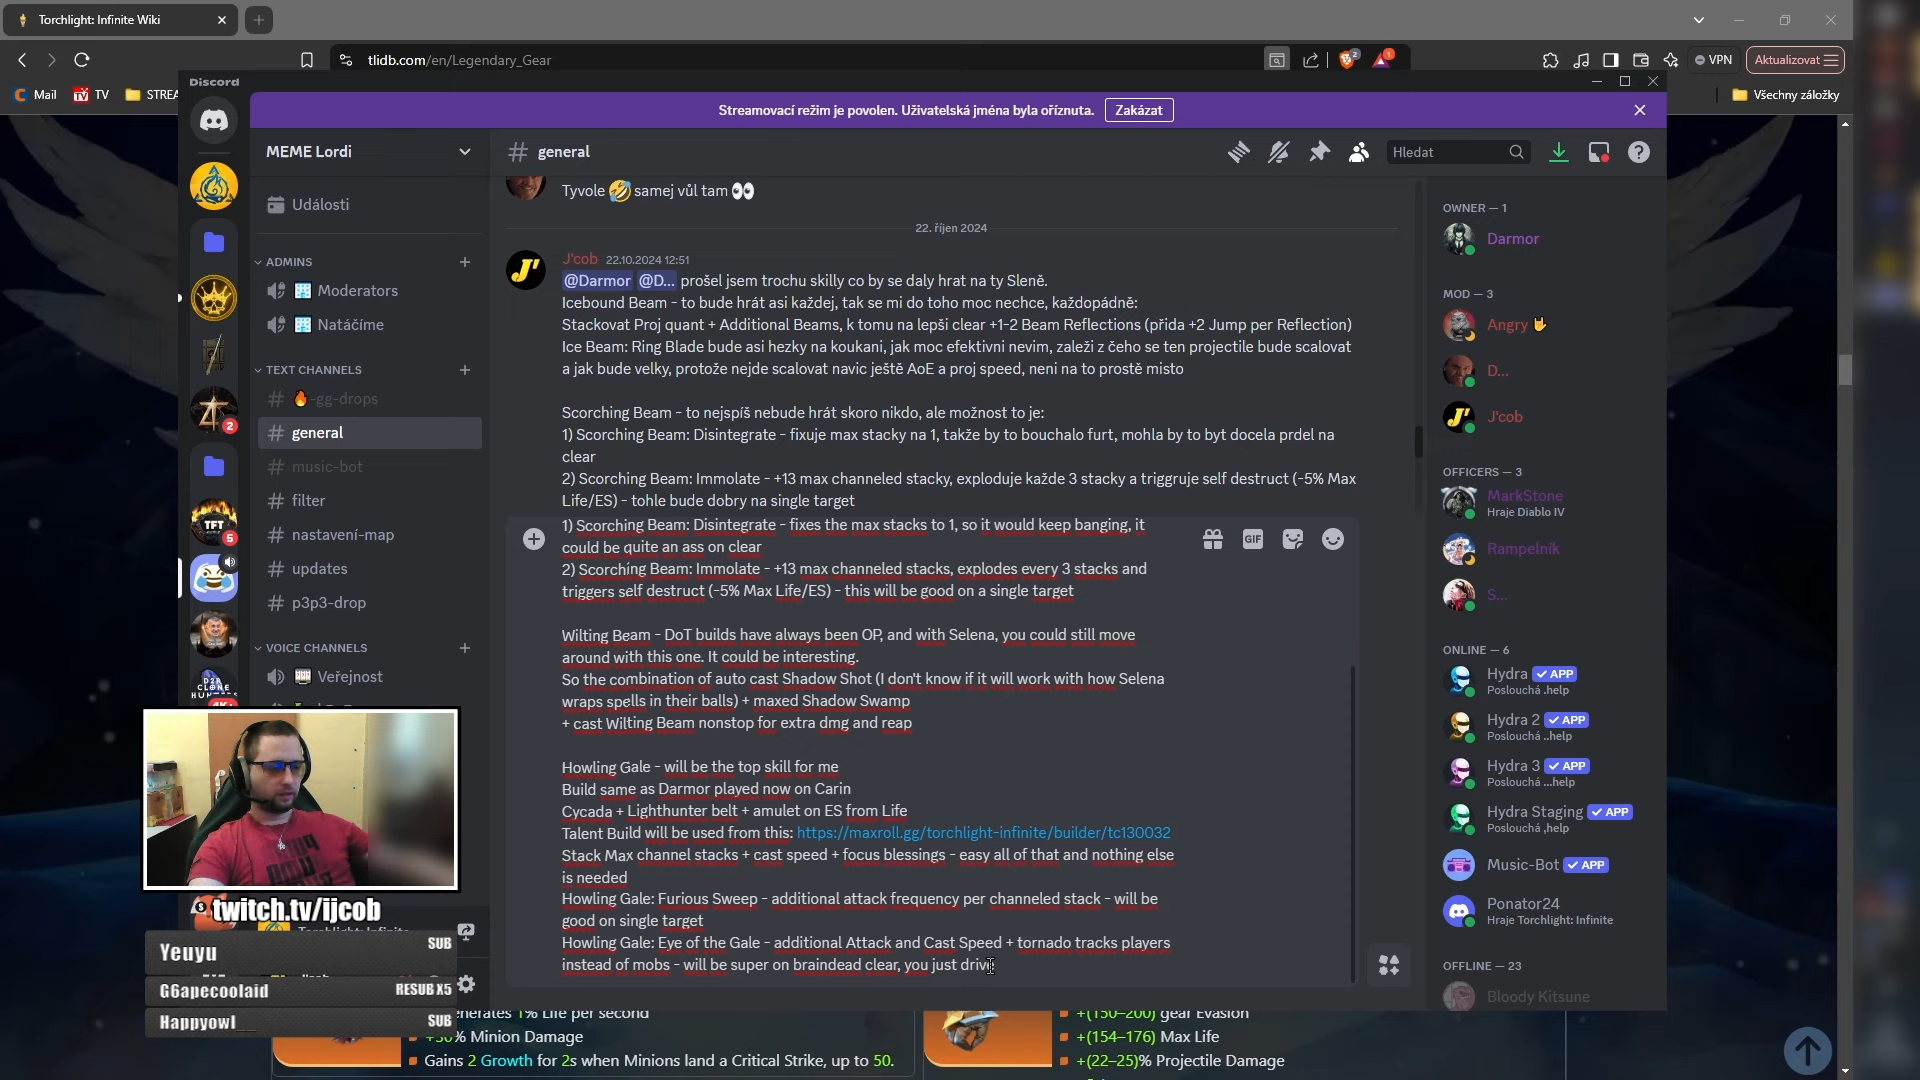 Torchlight: Infinite Wiki
tlidb.com/en/Legendary_Gear
2
1
VPN
Aktualizovat
Mail
TV
STREA
Všechny záložky
Discord
Streamovací režim je povolen. Uživatelská jména byla oříznuta.
Zakázat
MEME Lordi
# general
Hledat
Události
Tyvole 🤣 samej vůl tam 👀
22. říjen 2024
ADMINS
Moderators
Natáčíme
J'cob 22.10.2024 12:51
@Darmor @D... prošel jsem trochu skilly co by se daly hrat na ty Sleně.
Icebound Beam - to bude hrát asi každej, tak se mi do toho moc nechce, každopádně:
Stackovat Proj quant + Additional Beams, k tomu na lepši clear +1-2 Beam Reflections (přida +2 Jump per Reflection)
Ice Beam: Ring Blade bude asi hezky na koukani, jak moc efektivni nevim, zaleži z čeho se ten projectile bude scalovat
a jak bude velky, protože nejde scalovat navic ještě AoE a proj speed, neni na to prostě misto
Scorching Beam - to nejspíš nebude hrát skoro nikdo, ale možnost to je:
1) Scorching Beam: Disintegrate - fixuje max stacky na 1, takže by to bouchalo furt, mohla by to byt docela prdel na
clear
2) Scorching Beam: Immolate - +13 max channeled stacky, exploduje každe 3 stacky a triggruje self destruct (-5% Max
Life/ES) - tohle bude dobry na single target
TEXT CHANNELS
-gg-drops
# general
# music-bot
# filter
# nastavení-map
# updates
# p3p3-drop
VOICE CHANNELS
Veřejnost
2
5
TFT
D2R
CLONE
1) Scorching Beam: Disintegrate - fixes the max stacks to 1, so it would keep banging, it
could be quite an ass on clear
2) Scorching Beam: Immolate - +13 max channeled stacks, explodes every 3 stacks and
triggers self destruct (-5% Max Life/ES) - this will be good on a single target
GIF
Wilting Beam - DoT builds have always been OP, and with Selena, you could still move
around with this one. It could be interesting.
So the combination of auto cast Shadow Shot (I don't know if it will work with how Selena
wraps spells in their balls) + maxed Shadow Swamp
+ cast Wilting Beam nonstop for extra dmg and reap
Howling Gale - will be the top skill for me
Build same as Darmor played now on Carin
Cycada + Lighthunter belt + amulet on ES from Life
Talent Build will be used from this: https://maxroll.gg/torchlight-infinite/builder/tc130032
Stack Max channel stacks + cast speed + focus blessings - easy all of that and nothing else
is needed
Howling Gale: Furious Sweep - additional attack frequency per channeled stack - will be
good on single target
Howling Gale: Eye of the Gale - additional Attack and Cast Speed + tornado tracks players
instead of mobs - will be super on braindead clear, you just drive
OWNER — 1
Darmor
MOD — 3
Angry
D...
J'cob
OFFICERS — 3
MarkStone
Hraje Diablo IV
Rampelník
S...
ONLINE — 6
Hydra APP
Poslouchá .help
Hydra 2 APP
Poslouchá ..help
Hydra 3 APP
Poslouchá ...help
Hydra Staging APP
Poslouchá ,help
Music-Bot APP
Ponator24
Hraje Torchlight: Infinite
OFFLINE — 23
Bloody Kitsune
twitch.tv/ijcob
Yeuyu SUB
G6apecoolaid RESUB X5
Happyowl__ SUB
enerates 1% Life per second
% Minion Damage
Gains 2 Growth for 2s when Minions land a Critical Strike, up to 50.
+(150–200) gear Evasion
+(154–176) Max Life
+(22–25)% Projectile Damage